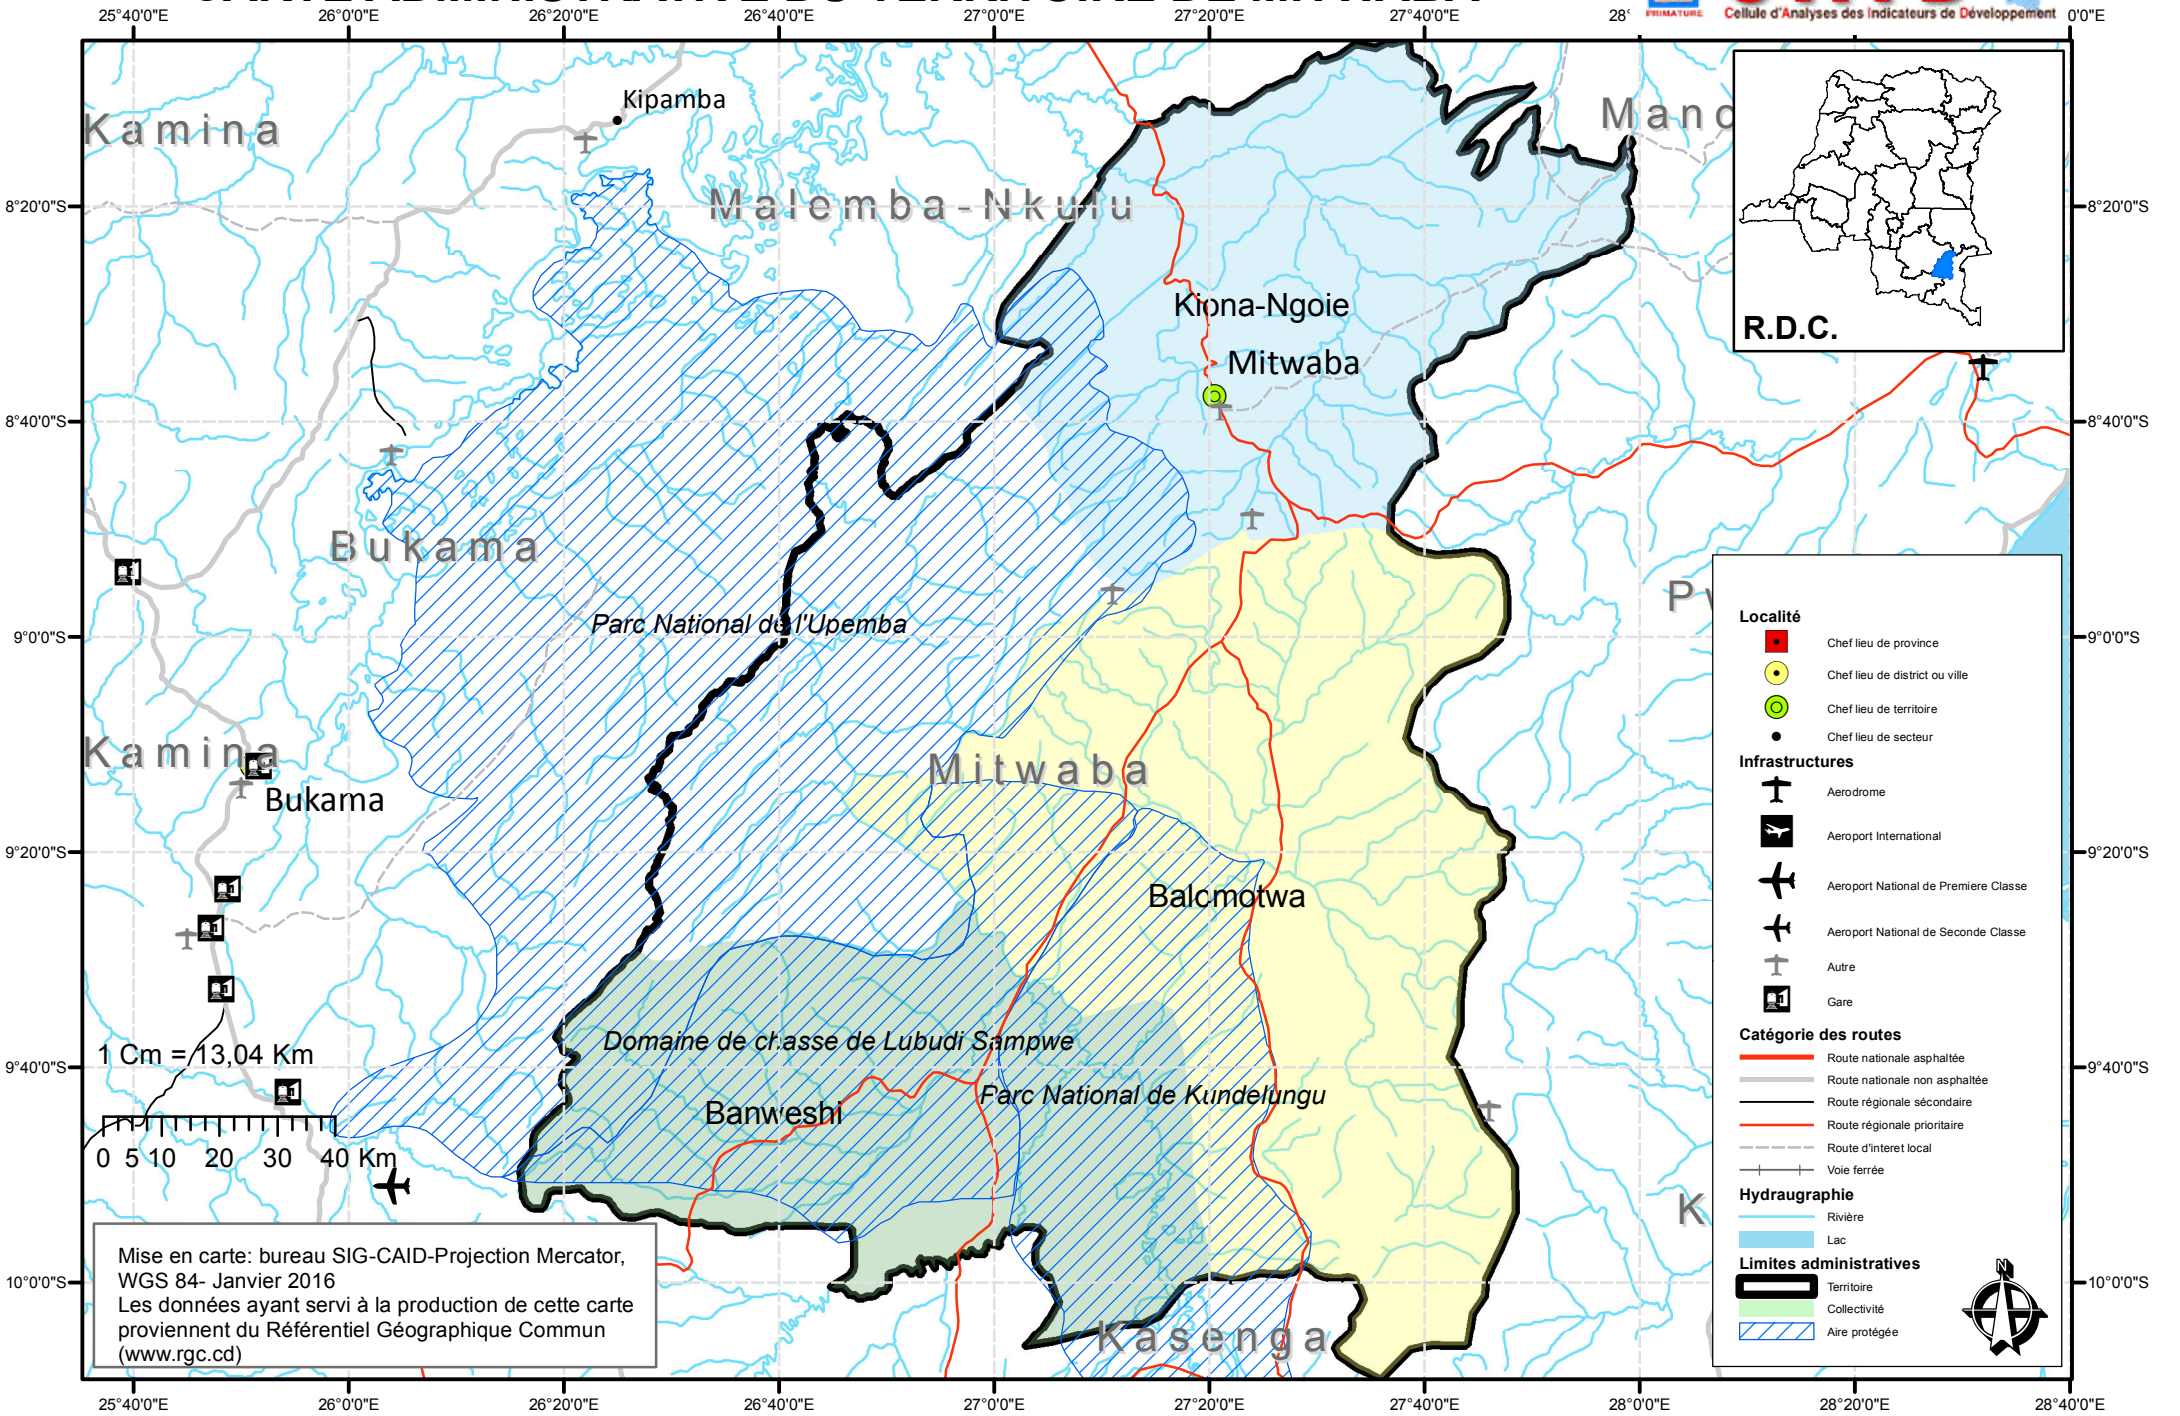 CARTE ADMINISTRATIVE DU TERRITOIRE DE MITWABA
PRIMATURE
Cellule d'Analyses des Indicateurs de Développement
25°40'0"E
26°0'0"E
26°20'0"E
26°40'0"E
27°0'0"E
27°20'0"E
27°40'0"E
28°
0'0"E
Kipamba
Kamina
Malemba-Nkulu
8°20'0"S
8°20'0"S
R.D.C.
Kiona-Ngoie
Mitwaba
8°40'0"S
8°40'0"S
Bukama
Parc National de l'Upemba
9°0'0"S
9°0'0"S
Kamina
Bukama
Mitwaba
9°20'0"S
9°20'0"S
Balomotwa
Domaine de chasse de Lubudi Sampwe
Parc National de Kundelungu
Banweshi
9°40'0"S
9°40'0"S
1 Cm = 13,04 Km
0 5 10 20 30 40 Km
K
Kasenga
10°0'0"S
10°0'0"S
Mise en carte: bureau SIG-CAID-Projection Mercator,
WGS 84- Janvier 2016
Les données ayant servi à la production de cette carte
proviennent du Référentiel Géographique Commun
(www.rgc.cd)
Localité
Chef lieu de province
Chef lieu de district ou ville
Chef lieu de territoire
Chef lieu de secteur
Infrastructures
Aerodrome
Aeroport International
Aeroport National de Premiere Classe
Aeroport National de Seconde Classe
Autre
Gare
Catégorie des routes
Route nationale asphaltée
Route nationale non asphaltée
Route régionale sécondaire
Route régionale prioritaire
Route d'interet local
Voie ferrée
Hydraugraphie
Rivière
Lac
Limites administratives
Territoire
Collectivité
Aire protégée
N
25°40'0"E
26°0'0"E
26°20'0"E
26°40'0"E
27°0'0"E
27°20'0"E
27°40'0"E
28°0'0"E
28°20'0"E
28°40'0"E